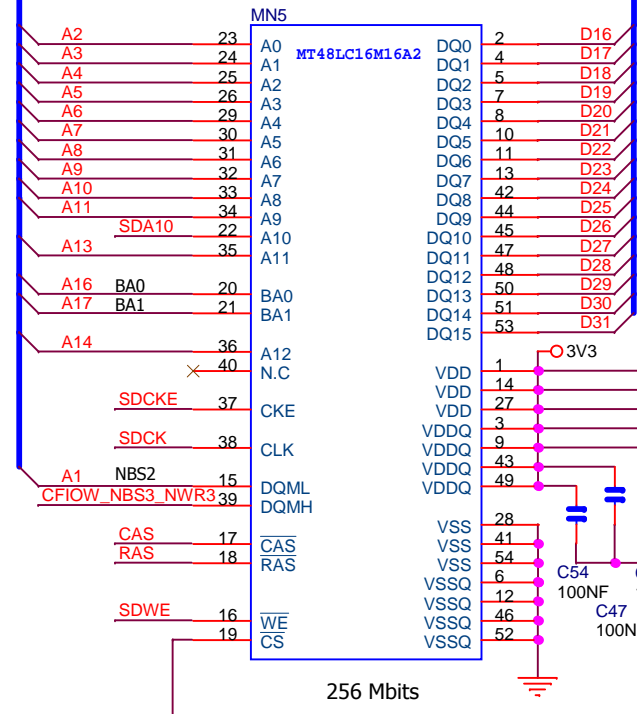 MN5
MT48LC16M16A2
A2 23 A0 DQ0 2 D16
A3 24 A1 DQ1 4 D17
A4 25 A2 DQ2 5 D18
A5 26 A3 DQ3 7 D19
A6 29 A4 DQ4 8 D20
A7 30 A5 DQ5 10 D21
A8 31 A6 DQ6 11 D22
A9 32 A7 DQ7 13 D23
A10 33 A8 DQ8 42 D24
A11 34 A9 DQ9 44 D25
SDA10 22 A10 DQ10 45 D26
A13 35 A11 DQ11 47 D27
DQ12 48 D28
A16 BA0 20 BA0 DQ13 50 D29
A17 BA1 21 BA1 DQ14 51 D30
DQ15 53 D31
A14 36 A12 3V3
40 N.C VDD 1
VDD 14
SDCKE 37 CKE VDD 27
VDDQ 3
SDCK 38 CLK VDDQ 9
VDDQ 43
A1 NBS2 15 DQML VDDQ 49
CFIOW_NBS3_NWR3 39 DQMH
VSS 28
CAS 17 CAS VSS 41
RAS 18 RAS VSS 54
VSSQ 6
C54
VSSQ 12
100NF
SDWE 16 WE VSSQ 46
C47
19 CS VSSQ 52
100N
256 Mbits